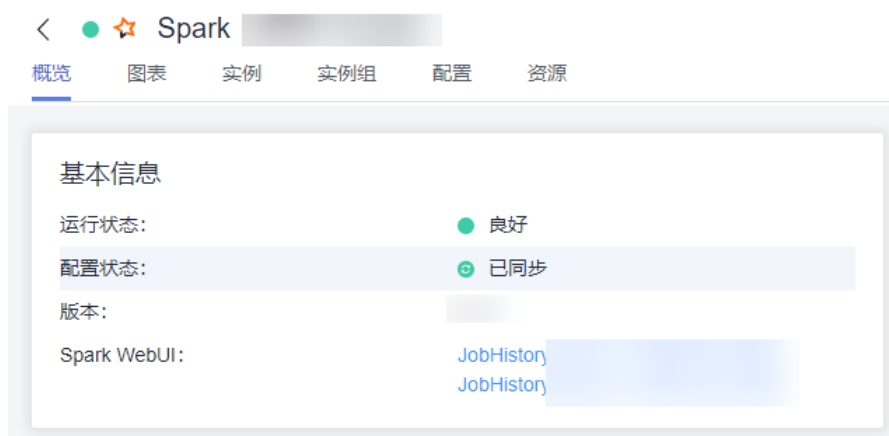 Spark
概览 图表 实例 实例组 配置 资源
基本信息
运行状态： 良好
配置状态： 已同步
版本：
Spark WebUI： JobHistory
JobHistory